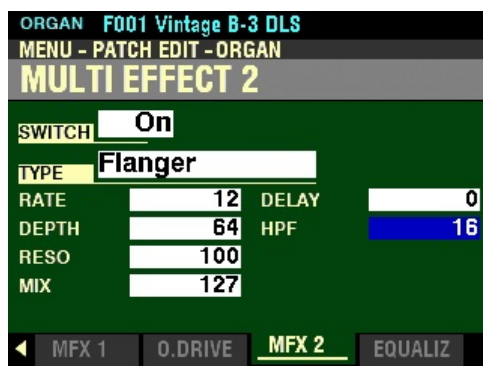 ORGAN F001 Vintage B-3 DLS
MENU - PATCH EDIT - ORGAN
MULTI EFFECT 2
SWITCH On
TYPE Flanger
RATE 12 DELAY 0
DEPTH 64 HPF 16
RESO 100
MIX 127
MFX 1 O.DRIVE MFX 2 EQUALIZ